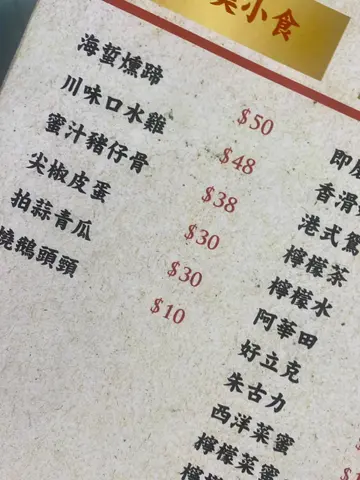 小食
海蜇燻蹄 $50
川味口水雞 $48
蜜汁豬仔骨 $38
尖椒皮蛋 $30
拍蒜青瓜 $30
燒鵝頭頭 $10
香滑
港式
檸檬茶
檸檬水
阿華田
好立克
朱古力
西洋菜蜜
檸檬菜蜜
檸檬